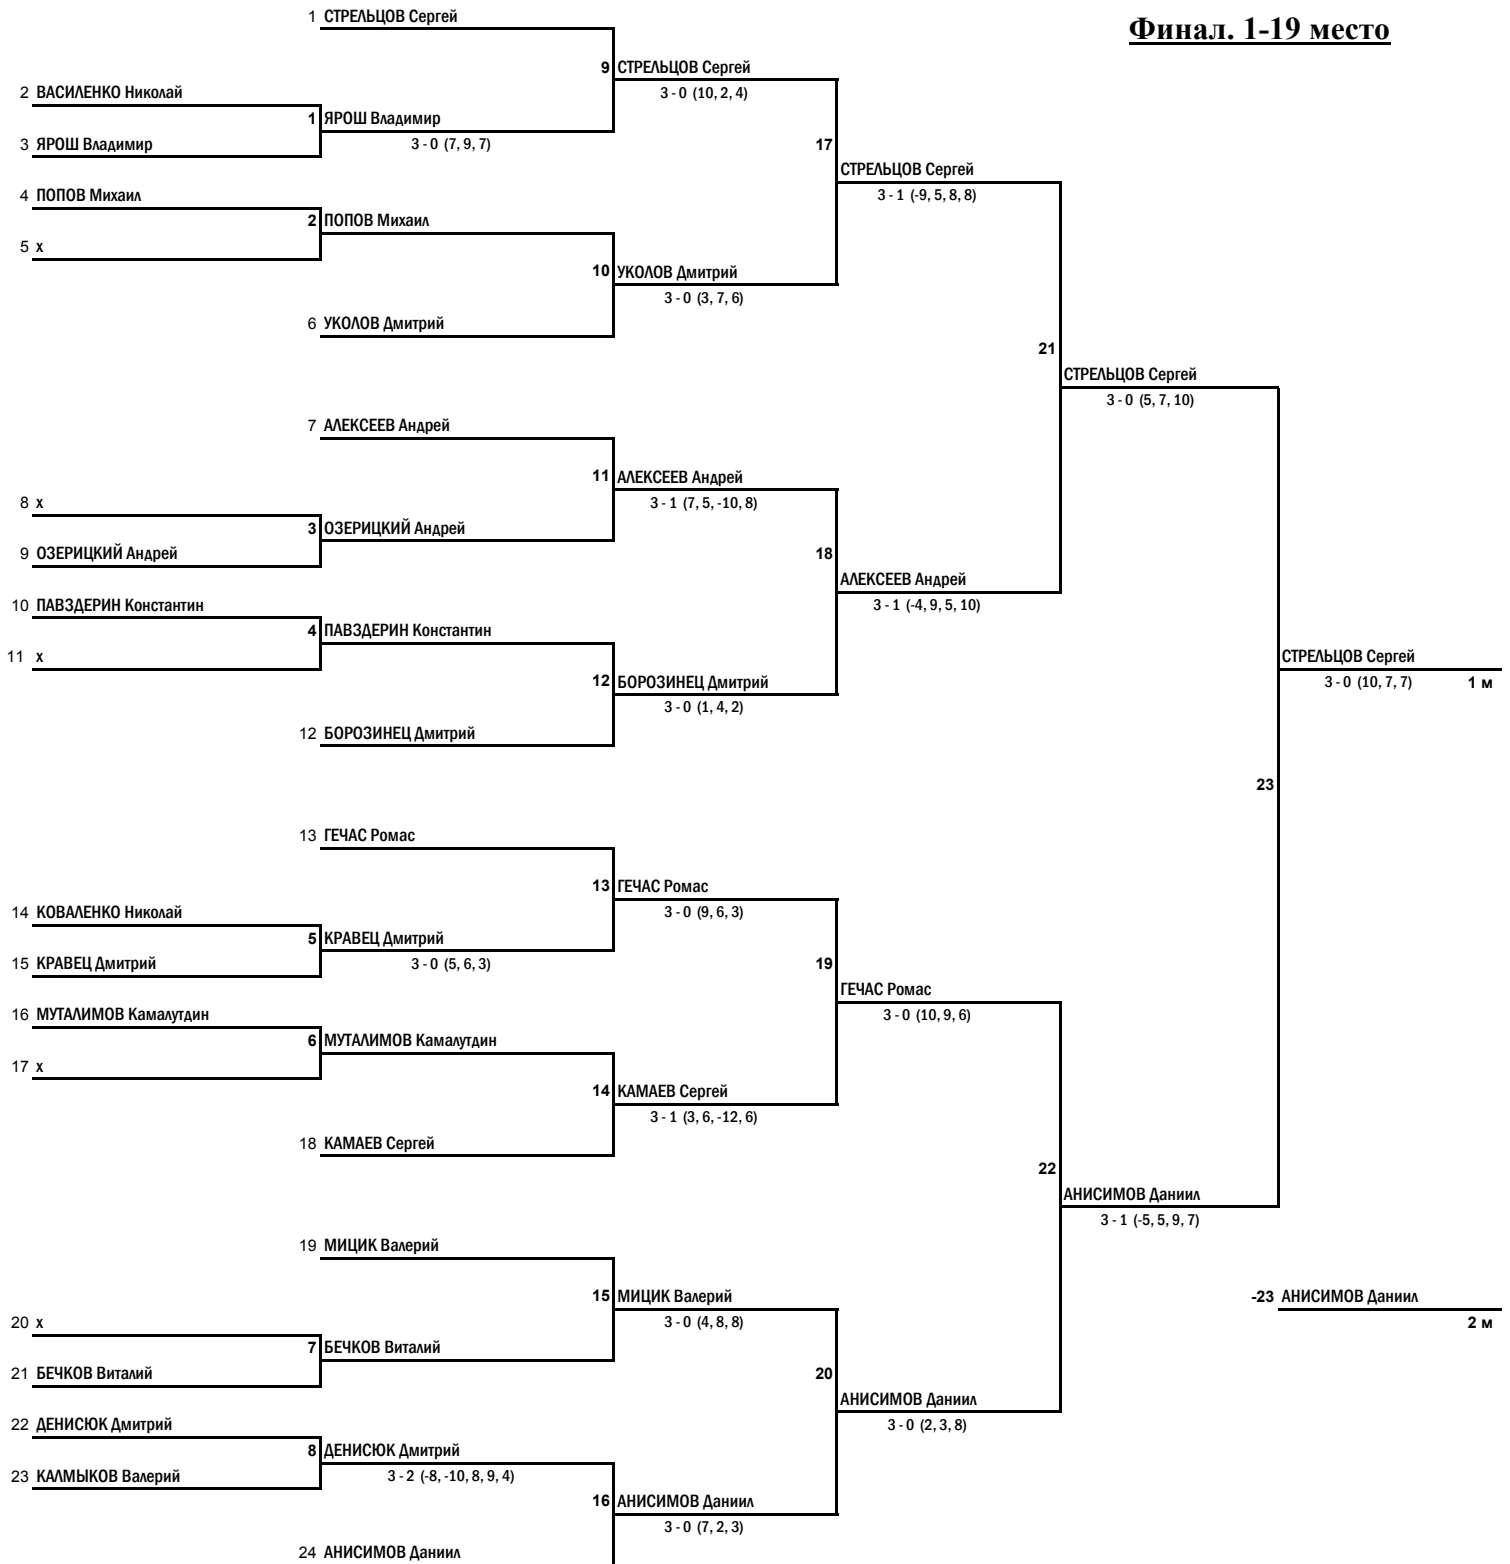 Финал. 1-19 место
1 СТРЕЛЬЦОВ Сергей
9 СТРЕЛЬЦОВ Сергей
3 - 0 (10, 2, 4)
2 ВАСИЛЕНКО Николай
1 ЯРОШ Владимир
3 - 0 (7, 9, 7)
3 ЯРОШ Владимир
17
СТРЕЛЬЦОВ Сергей
3 - 1 (-9, 5, 8, 8)
4 ПОПОВ Михаил
2 ПОПОВ Михаил
5 х
10 УКОЛОВ Дмитрий
3 - 0 (3, 7, 6)
6 УКОЛОВ Дмитрий
21
СТРЕЛЬЦОВ Сергей
3 - 0 (5, 7, 10)
7 АЛЕКСЕЕВ Андрей
11 АЛЕКСЕЕВ Андрей
3 - 1 (7, 5, -10, 8)
8 х
3 ОЗЕРИЦКИЙ Андрей
9 ОЗЕРИЦКИЙ Андрей
18
АЛЕКСЕЕВ Андрей
3 - 1 (-4, 9, 5, 10)
10 ПАВЗДЕРИН Константин
4 ПАВЗДЕРИН Константин
11 х
СТРЕЛЬЦОВ Сергей
3 - 0 (10, 7, 7) 1 м
12 БОРОЗИНЕЦ Дмитрий
3 - 0 (1, 4, 2)
12 БОРОЗИНЕЦ Дмитрий
23
13 ГЕЧАС Ромас
13 ГЕЧАС Ромас
3 - 0 (9, 6, 3)
14 КОВАЛЕНКО Николай
5 КРАВЕЦ Дмитрий
3 - 0 (5, 6, 3)
15 КРАВЕЦ Дмитрий
19
ГЕЧАС Ромас
3 - 0 (10, 9, 6)
16 МУТАЛИМОВ Камалутдин
6 МУТАЛИМОВ Камалутдин
17 х
14 КАМАЕВ Сергей
3 - 1 (3, 6, -12, 6)
18 КАМАЕВ Сергей
22
АНИСИМОВ Даниил
3 - 1 (-5, 5, 9, 7)
19 МИЦИК Валерий
15 МИЦИК Валерий
3 - 0 (4, 8, 8)
-23 АНИСИМОВ Даниил
2 м
20 х
7 БЕЧКОВ Виталий
21 БЕЧКОВ Виталий
20
АНИСИМОВ Даниил
3 - 0 (2, 3, 8)
22 ДЕНИСЮК Дмитрий
8 ДЕНИСЮК Дмитрий
3 - 2 (-8, -10, 8, 9, 4)
23 КАЛМЫКОВ Валерий
16 АНИСИМОВ Даниил
3 - 0 (7, 2, 3)
24 АНИСИМОВ Даниил